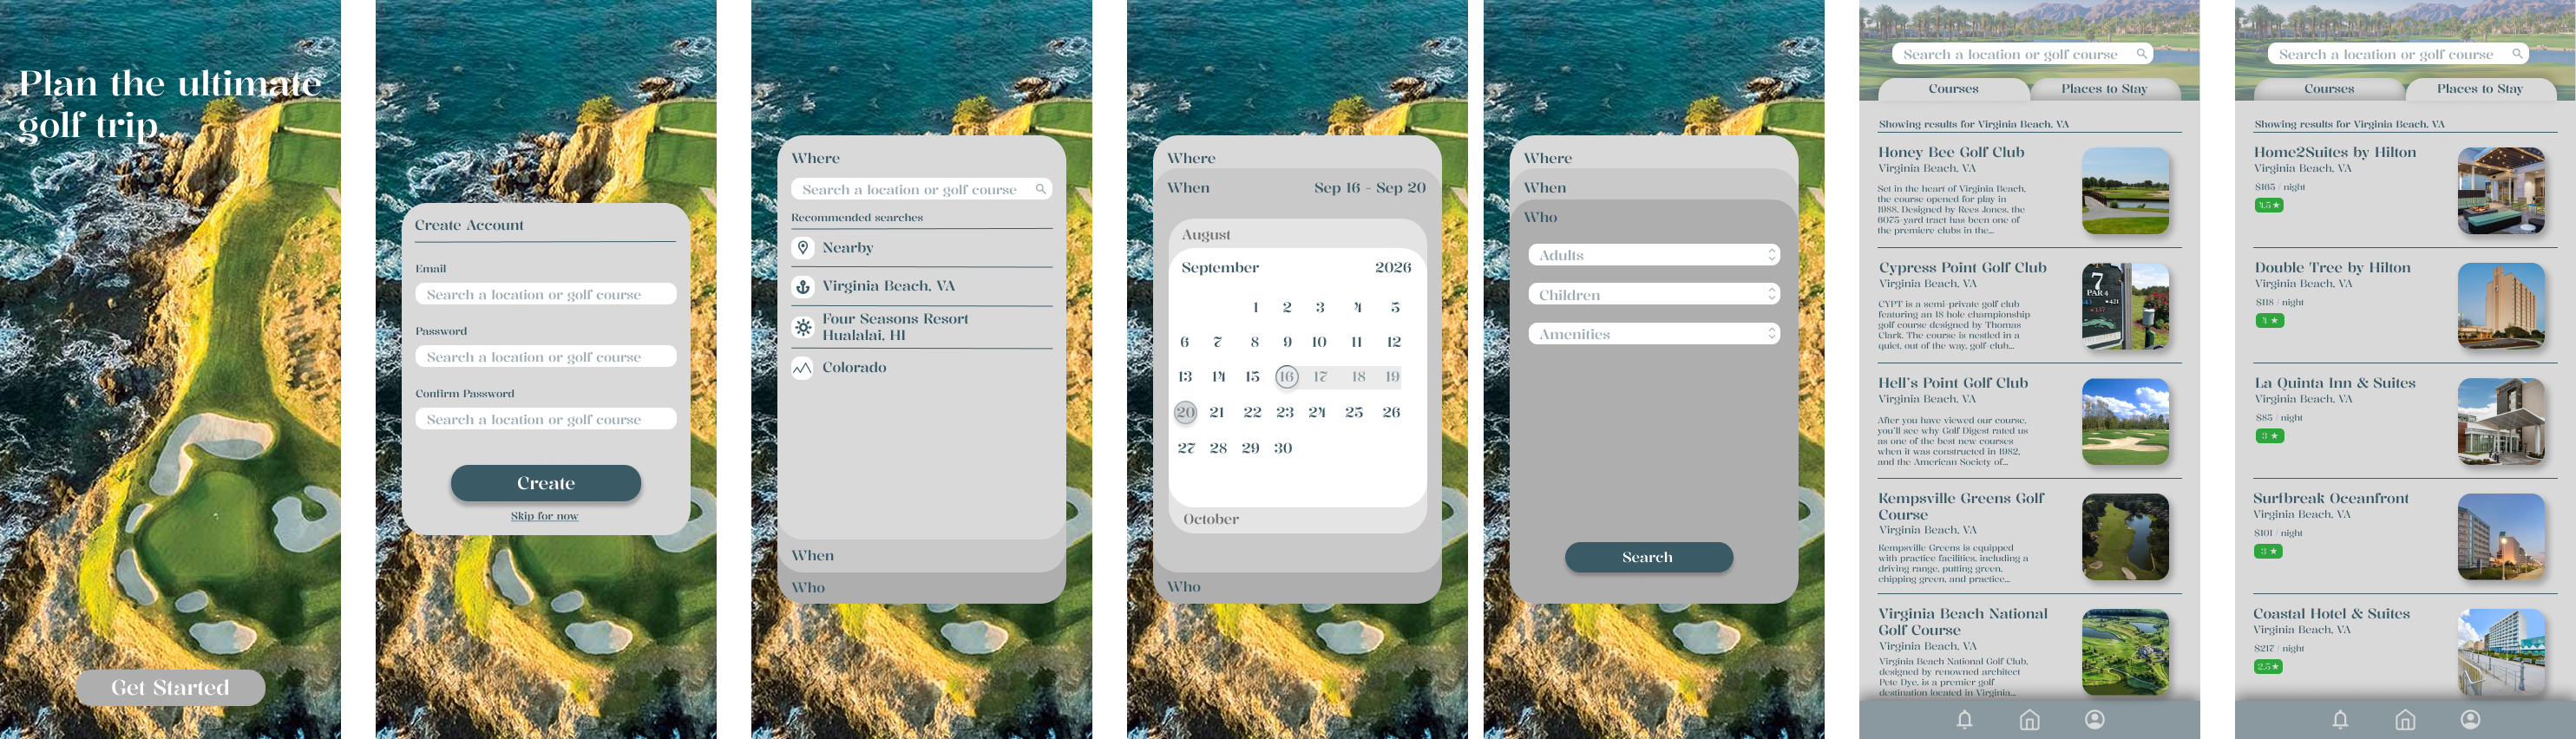 Plan the ultimate
golf trip.
Get Started
Create Account
Email
Search a location or golf course
Password
Search a location or golf course
Confirm Password
Search a location or golf course
Create
Skip for now
Where
Search a location or golf course
Recommended searches
Nearby
Virginia Beach, VA
Four Seasons Resort
Hualalai, HI
Colorado
When
Who
Where
When Sep 16 - Sep 20
August
September 2026
1 2 3 4 5
6 7 8 9 10 11 12
13 14 15 16 17 18 19
20 21 22 23 24 25 26
27 28 29 30
October
Who
Where
When
Who
Adults
Children
Amenities
Search
Search a location or golf course
Courses Places to Stay
Showing results for Virginia Beach, VA
Honey Bee Golf Club
Virginia Beach, VA
Set in the heart of Virginia Beach,
the course opened for play in
1988. Designed by Rees Jones, the
6075-yard tract has been one of
the premiere clubs in the...
Cypress Point Golf Club
Virginia Beach, VA
CYPT is a semi-private golf club
featuring an 18 hole championship
golf course designed by Thomas
Clark. The course is nestled in a
quiet, out of the way, golf-club...
7
PAR 4
Hell's Point Golf Club
Virginia Beach, VA
After you have viewed our course,
you'll see why Golf Digest rated us
as one of the best new courses
when it was constructed in 1982,
and the American Society of...
Kempsville Greens Golf
Course
Virginia Beach, VA
Kempsville Greens is equipped
with practice facilities, including a
driving range, putting green,
chipping green, and practice...
Virginia Beach National
Golf Course
Virginia Beach, VA
Virginia Beach National Golf Club,
designed by renowned architect
Pete Dye, is a premier golf
destination located in Virginia...
Search a location or golf course
Courses Places to Stay
Showing results for Virginia Beach, VA
Home2Suites by Hilton
Virginia Beach, VA
$165 / night
4.5 ★
Double Tree by Hilton
Virginia Beach, VA
$118 / night
4 ★
La Quinta Inn & Suites
Virginia Beach, VA
$85 / night
3 ★
Surfbreak Oceanfront
Virginia Beach, VA
$101 / night
3 ★
Coastal Hotel & Suites
Virginia Beach, VA
$217 / night
2.5 ★